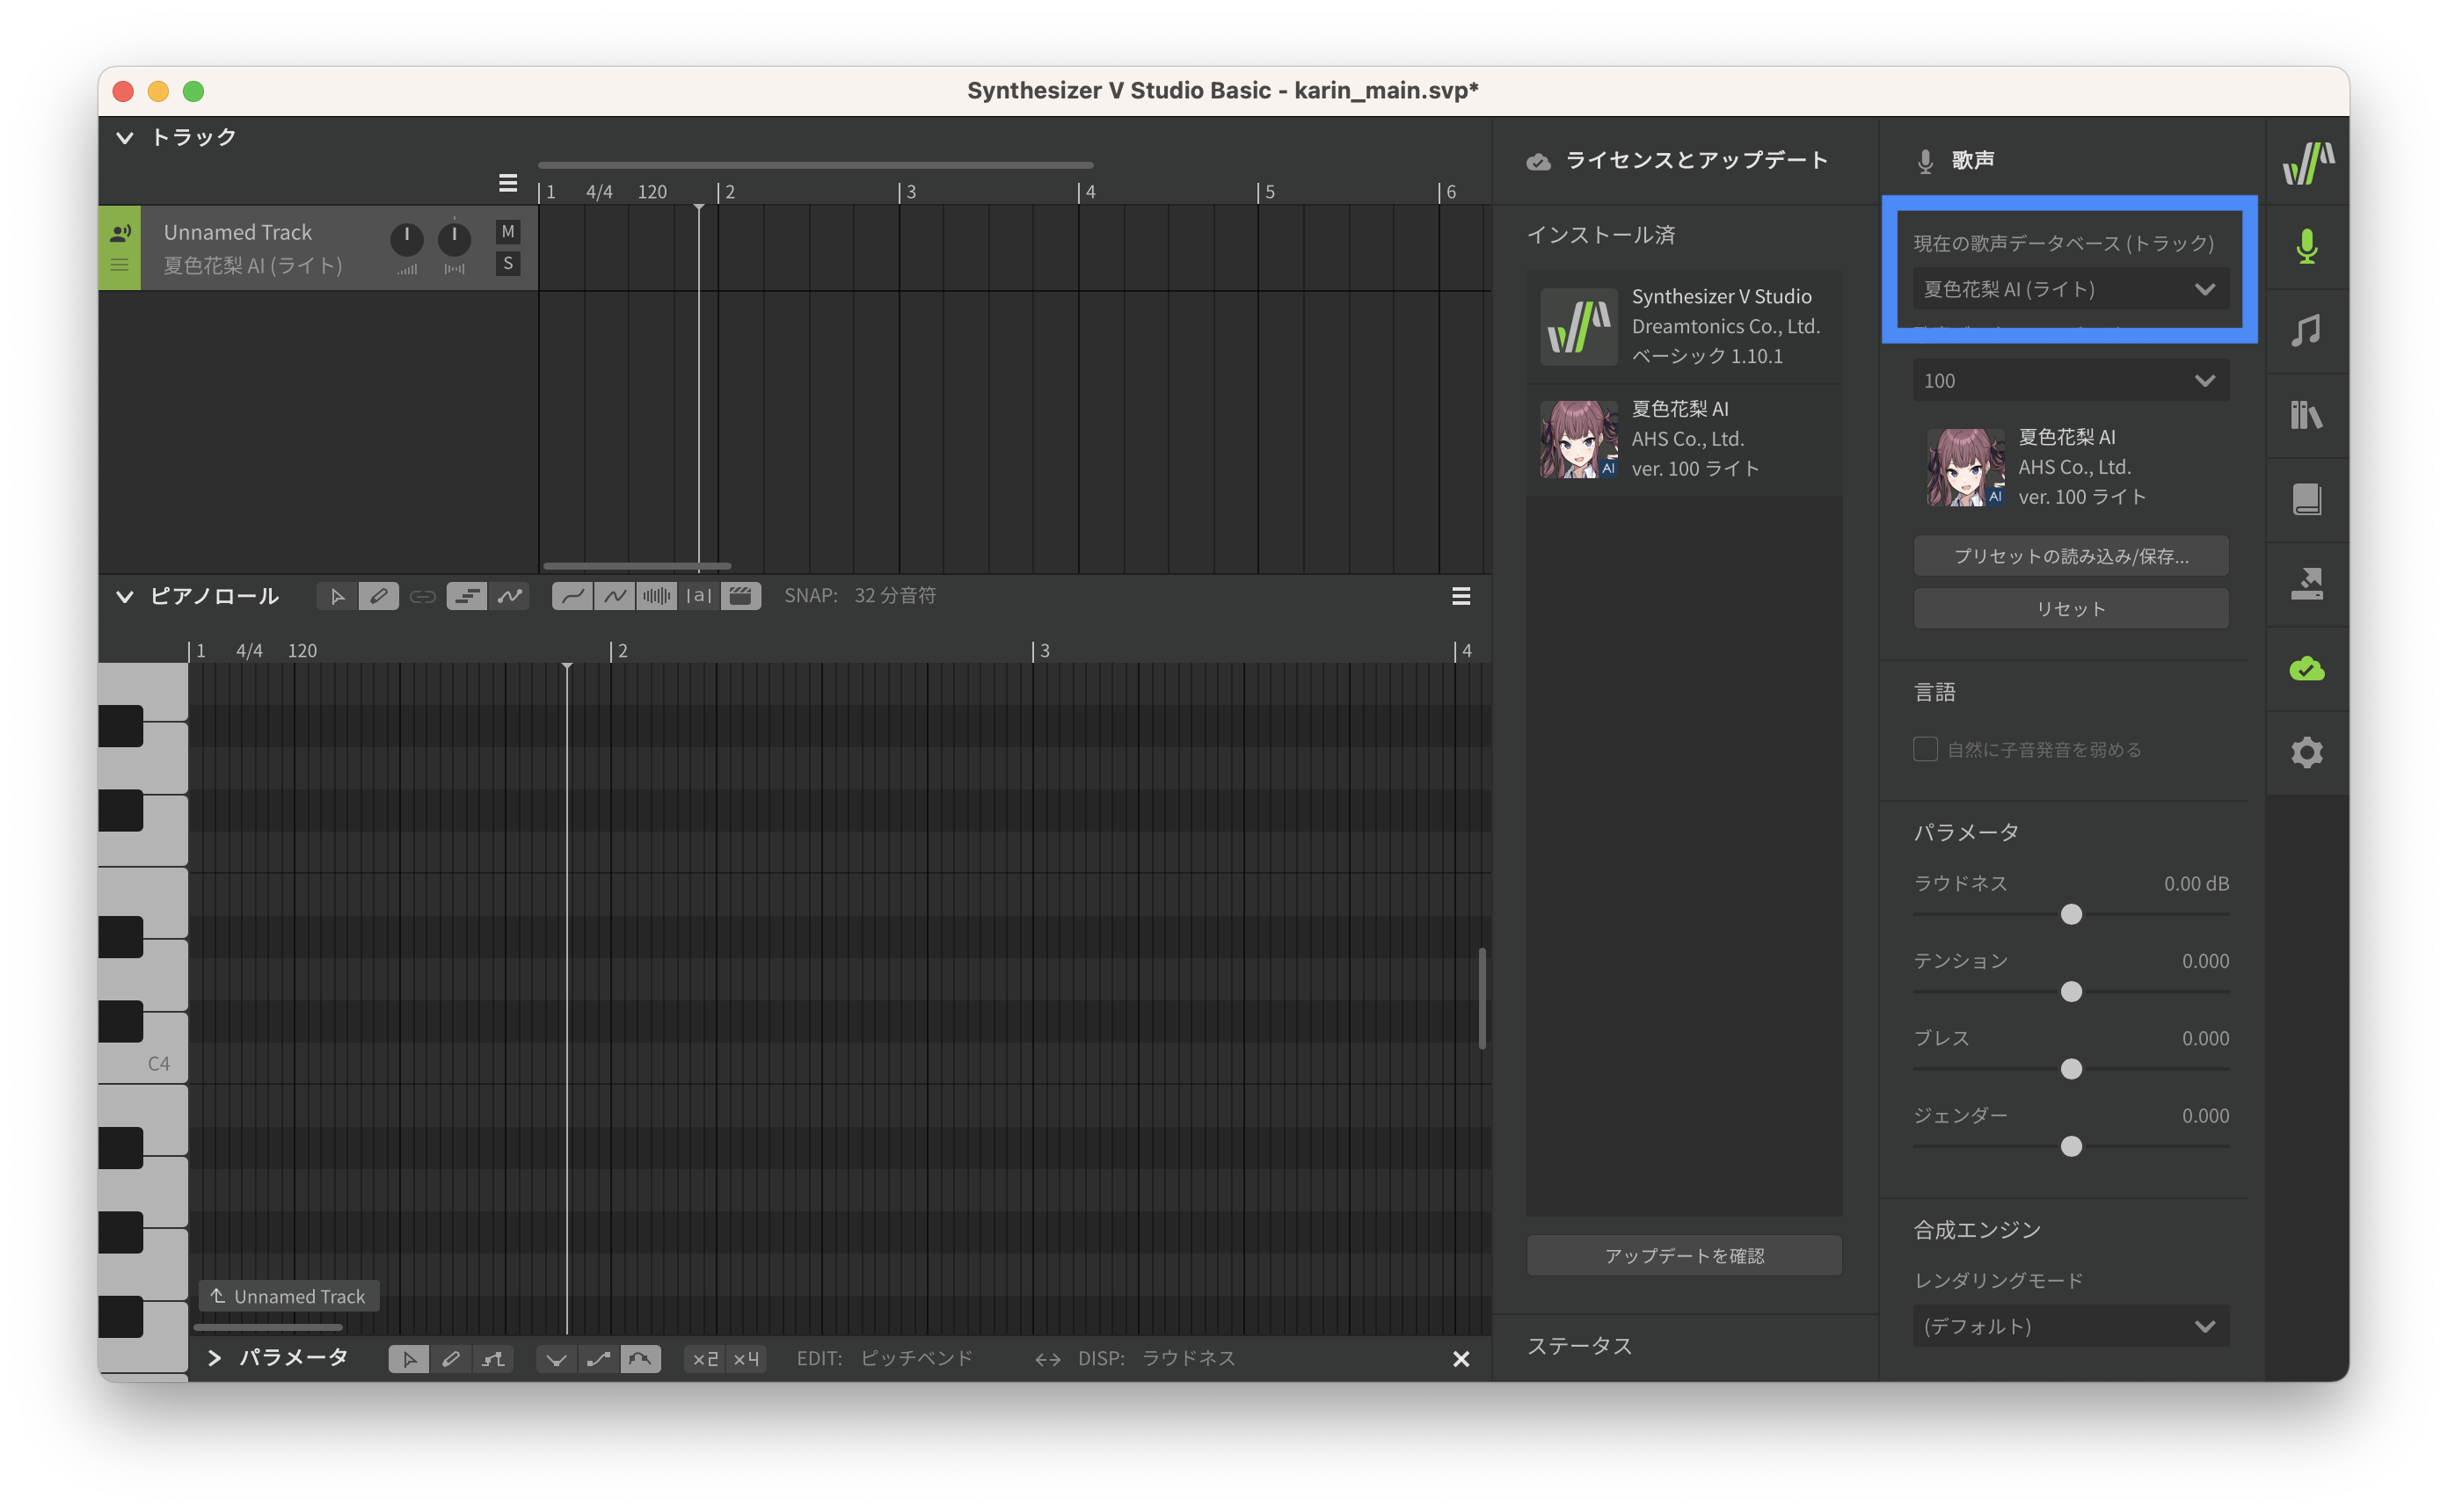 Synthesizer V Studio Basic - karin_main.svp*
トラック
1 4/4 120 2 3 4 5 6
Unnamed Track
夏色花梨 AI (ライト)
M
S
ピアノロール
|a|
SNAP: 32 分音符
1 4/4 120 2 3 4
C4
Unnamed Track
パラメータ
×2 ×4
EDIT: ピッチベンド
DISP: ラウドネス
ライセンスとアップデート
インストール済
Synthesizer V Studio
Dreamtonics Co., Ltd.
ベーシック 1.10.1
夏色花梨 AI
AHS Co., Ltd.
ver. 100 ライト
AI
アップデートを確認
ステータス
歌声
現在の歌声データベース (トラック)
夏色花梨 AI (ライト)
100
夏色花梨 AI
AHS Co., Ltd.
ver. 100 ライト
AI
プリセットの読み込み/保存...
リセット
言語
自然に子音発音を弱める
パラメータ
ラウドネス 0.00 dB
テンション 0.000
ブレス 0.000
ジェンダー 0.000
合成エンジン
レンダリングモード
(デフォルト)